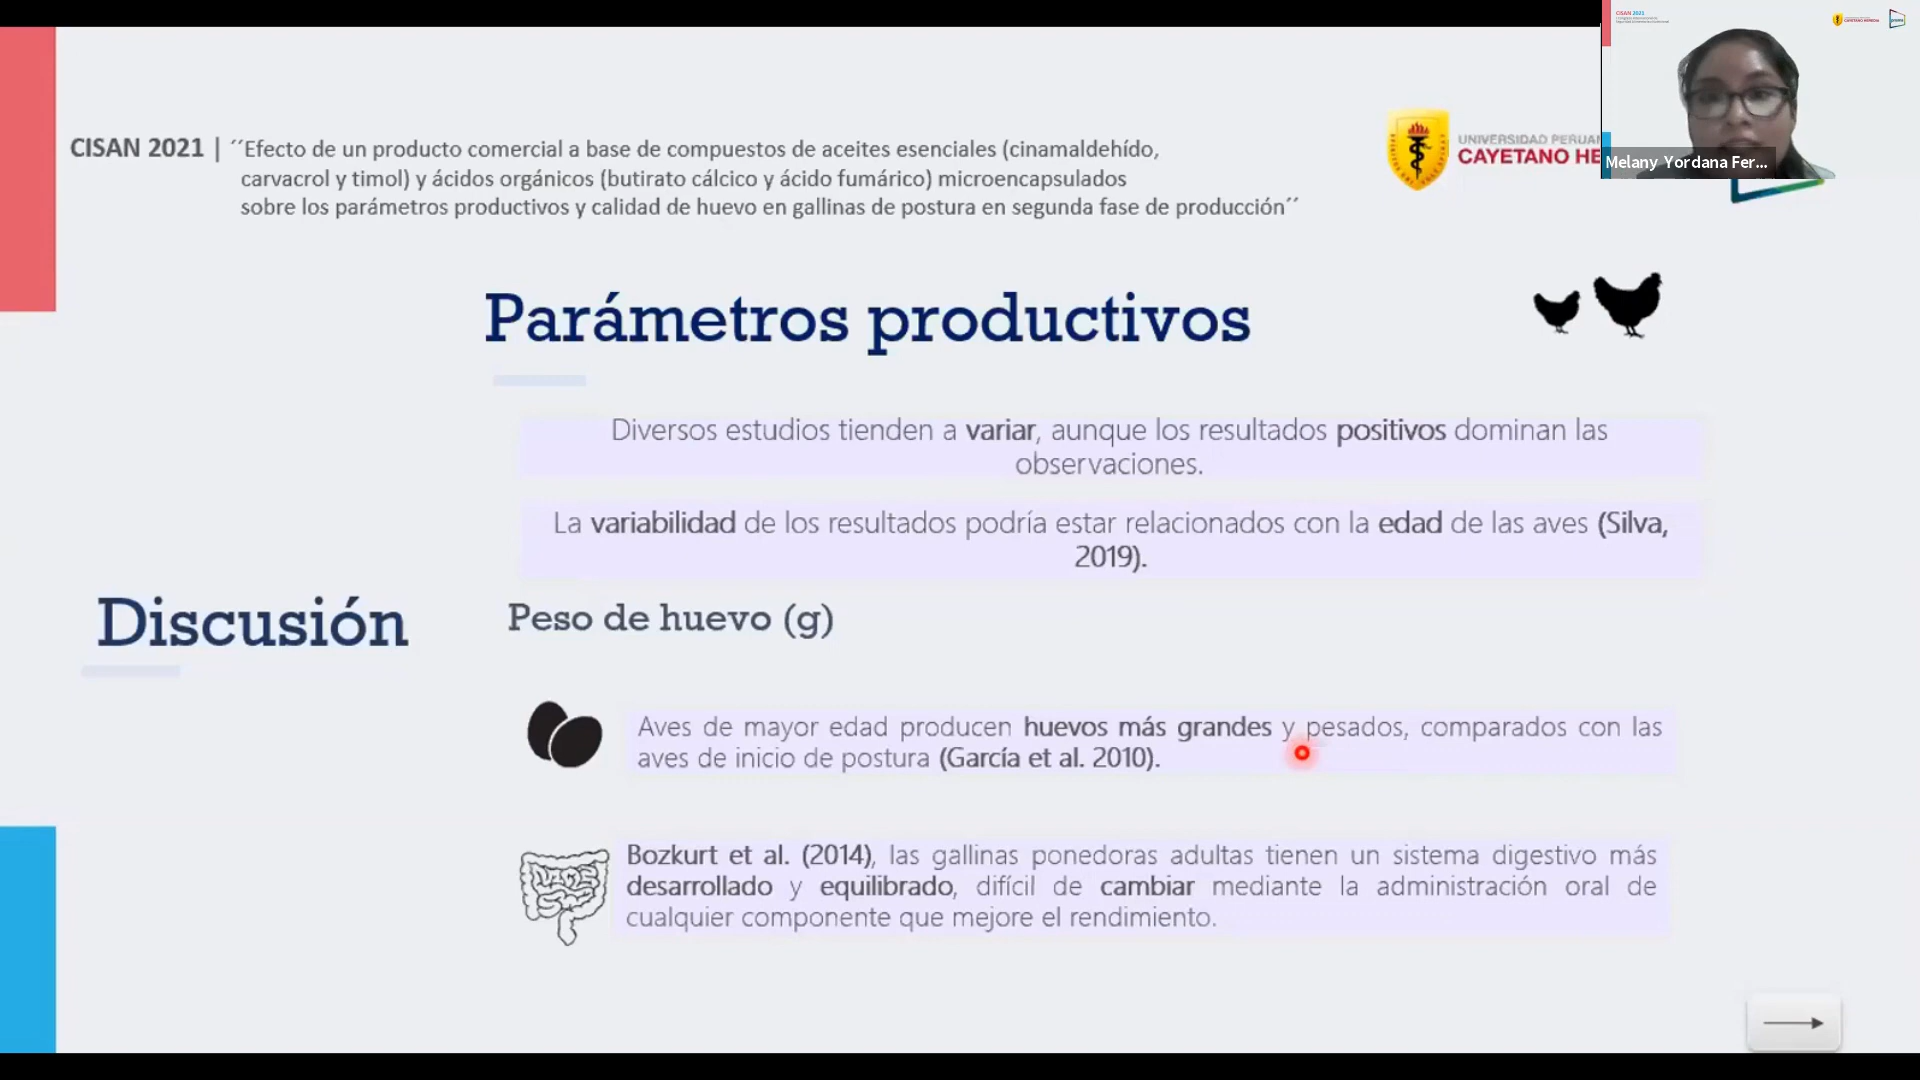 CISAN 2021
CAYETANO HEREDIA
CISAN 2021 | ´´Efecto de un producto comercial a base de compuestos de aceites esenciales (cinamaldehído,
carvacrol y timol) y ácidos orgánicos (butirato cálcico y ácido fumárico) microencapsulados
sobre los parámetros productivos y calidad de huevo en gallinas de postura en segunda fase de producción´´
UNIVERSIDAD PERUA
CAYETANO HE
Melany Yordana Fer...
Parámetros productivos
Diversos estudios tienden a variar, aunque los resultados positivos dominan las
observaciones.
La variabilidad de los resultados podría estar relacionados con la edad de las aves (Silva,
2019).
Discusión
Peso de huevo (g)
Aves de mayor edad producen huevos más grandes y pesados, comparados con las
aves de inicio de postura (García et al. 2010).
Bozkurt et al. (2014), las gallinas ponedoras adultas tienen un sistema digestivo más
desarrollado y equilibrado, difícil de cambiar mediante la administración oral de
cualquier componente que mejore el rendimiento.